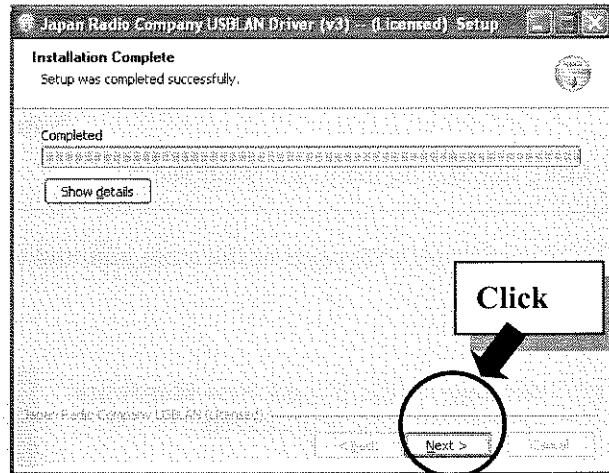 Japan Radio Company USBLAN Driver (v3) -- (Licensed) Setup
Installation Complete
Setup was completed successfully.
Completed
Show details
Click
Japan Radio Company USBLAN (Licensed)
< Back
Next >
Cancel